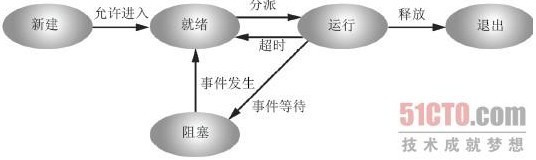 新建
允许进入
就绪
分派
超时
运行
释放
退出
事件发生
事件等待
阻塞
51CTO.com
技术成就梦想